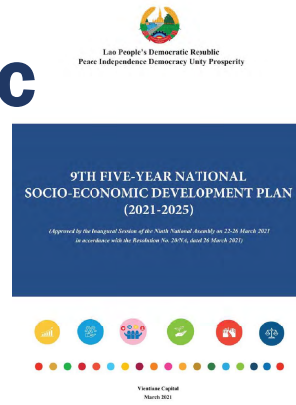 Lao People's Democratic Republic
Peace Independence Democracy Unty Prosperity
C
9TH FIVE-YEAR NATIONAL
SOCIO-ECONOMIC DEVELOPMENT PLAN
(2021-2025)
(Approved by the Inaugural Session of the Ninth National Assembly on 22-26 March 2021
in accordance with the Resolution No. 20/NA, dated 26 March 2021)
Vientiane Capital
March 2021